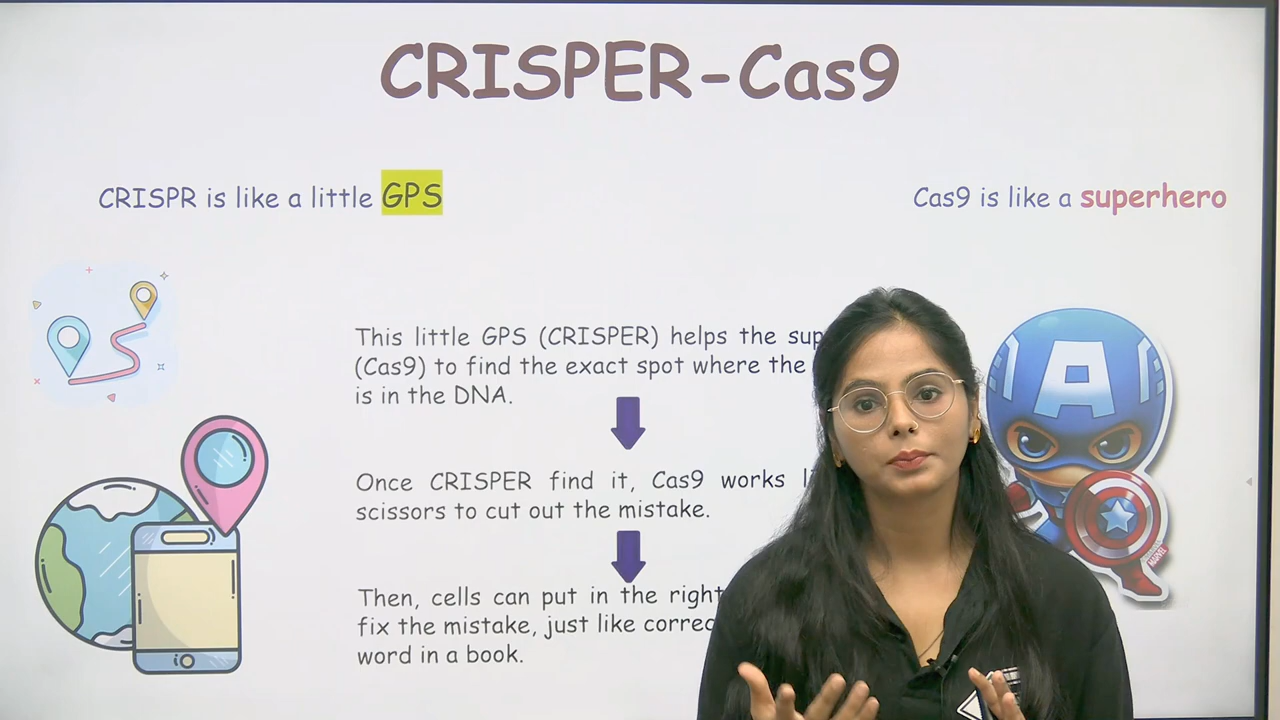 CRISPER-Cas9
CRISPR is like a little GPS
Cas9 is like a superhero
This little GPS (CRISPER) helps the
(Cas9) to find the exact spot where the
is in the DNA.
Once CRISPER find it, Cas9 works
scissors to cut out the mistake.
Then, cells can put in the right
fix the mistake, just like
word in a book.
A
MARVEL